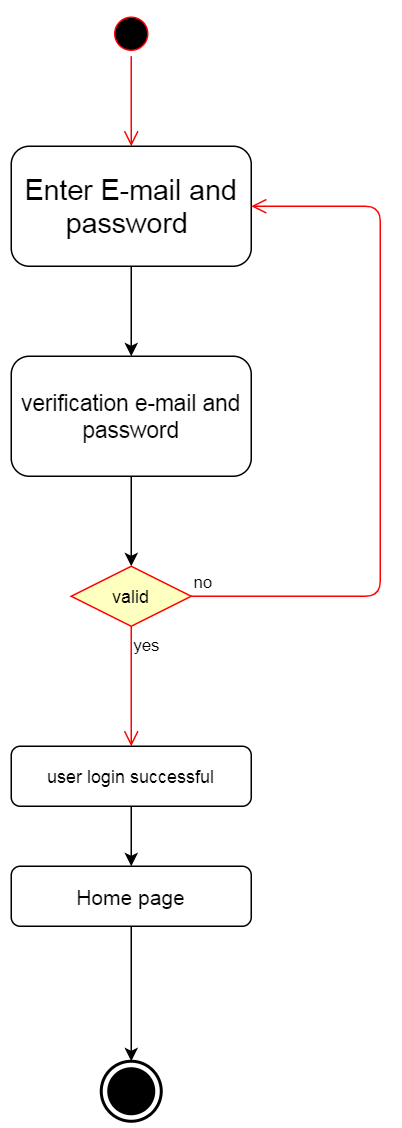 Enter E-mail and
password
verification e-mail and
password
valid
no
yes
user login successful
Home page